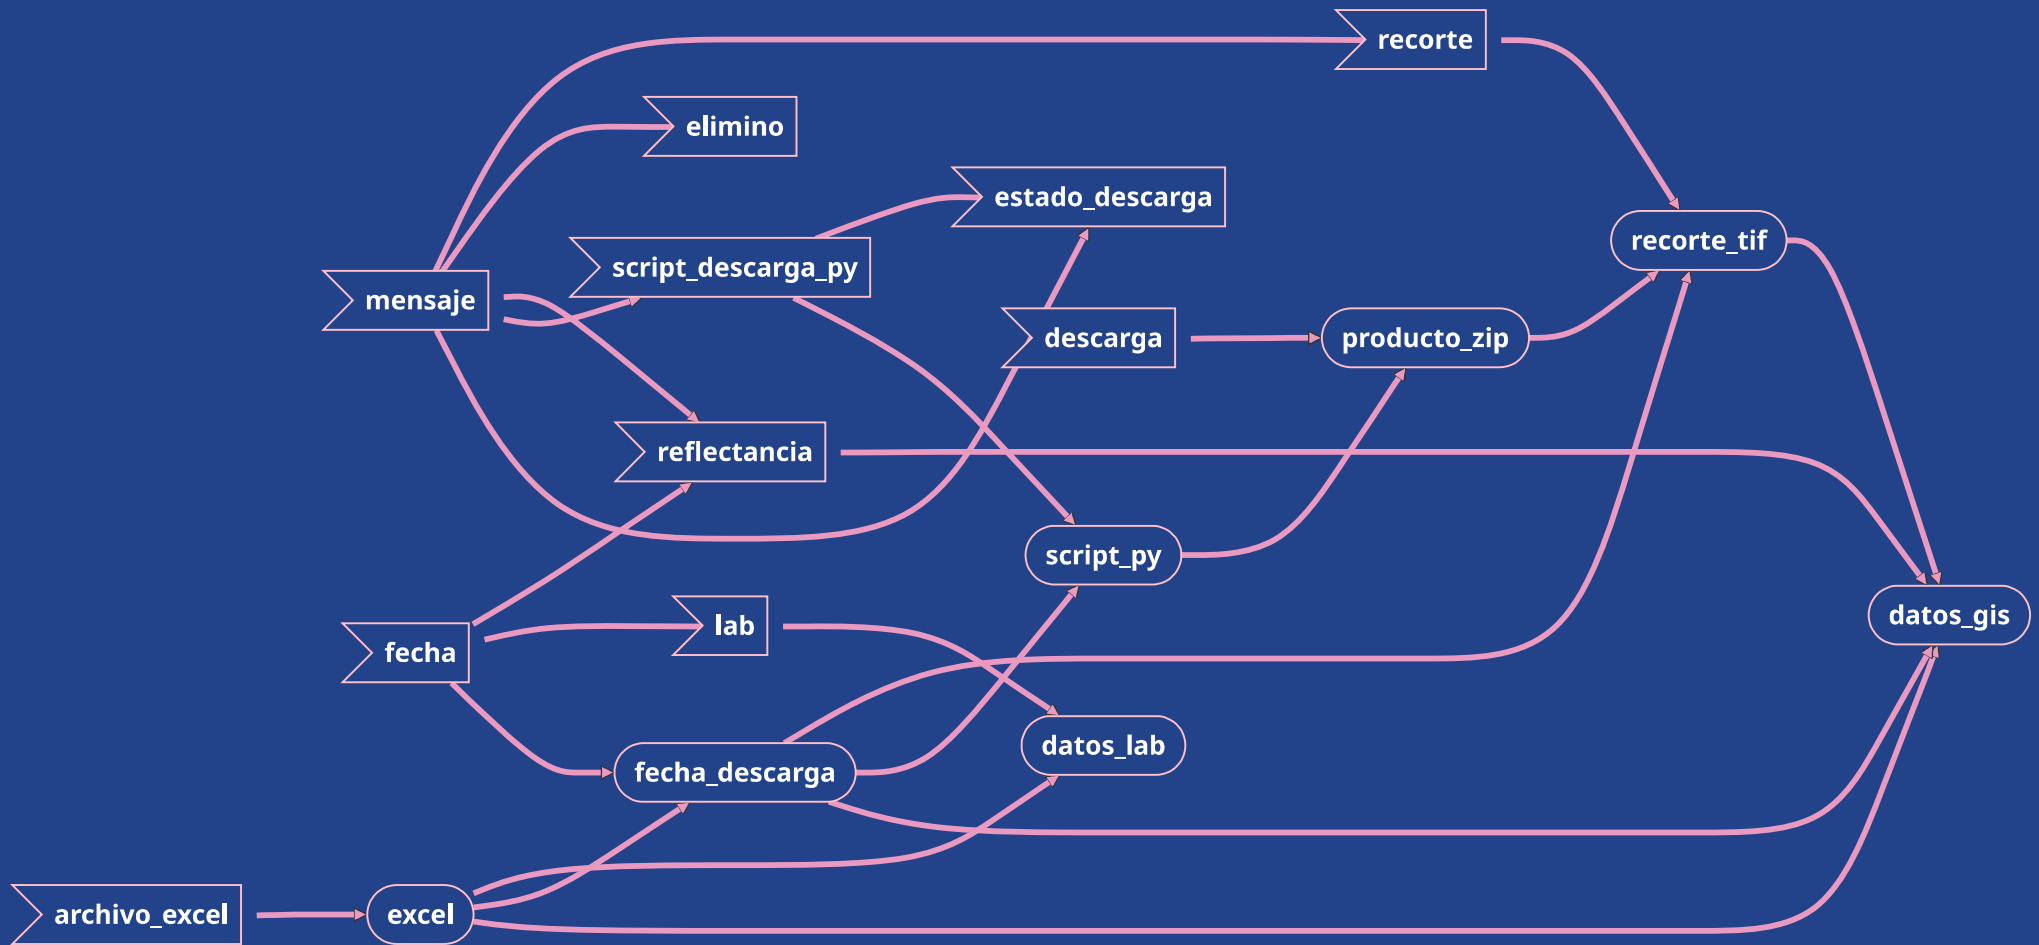 recorte
elimino
estado_descarga
recorte_tif
script_descarga_py
mensaje
descarga
producto_zip
reflectancia
script_py
datos_gis
lab
fecha
datos_lab
fecha_descarga
archivo_excel
excel